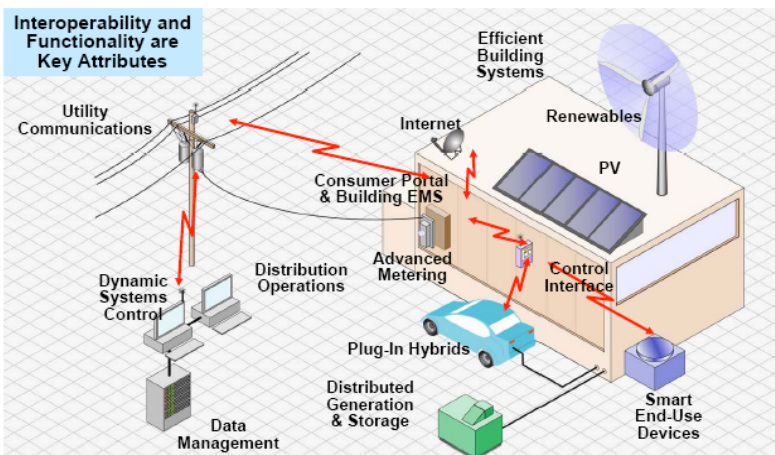 Interoperability and
Functionality are
Key Attributes
Efficient
Building
Systems
Utility
Communications
Internet
Renewables
PV
Consumer Portal
& Building EMS
Advanced
Metering
Control
Interface
Dynamic
Systems
Control
Distribution
Operations
Plug-In Hybrids
Distributed
Generation
& Storage
Smart
End-Use
Devices
Data
Management